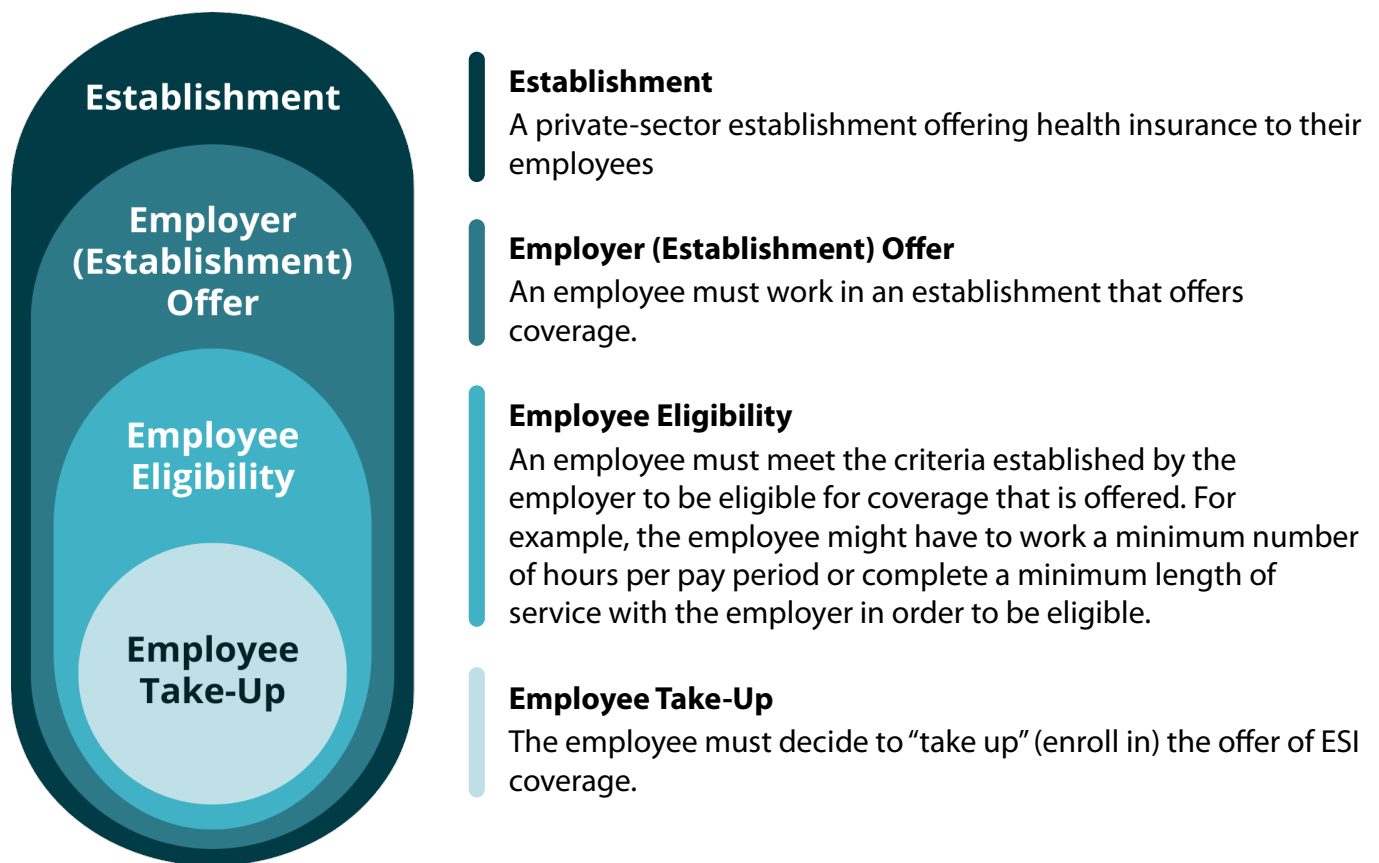 Establishment
Employer
(Establishment)
Offer
Employee
Eligibility
Employee
Take-Up
Establishment
A private-sector establishment offering health insurance to their
employees
Employer (Establishment) Offer
An employee must work in an establishment that offers
coverage.
Employee Eligibility
An employee must meet the criteria established by the
employer to be eligible for coverage that is offered. For
example, the employee might have to work a minimum number
of hours per pay period or complete a minimum length of
service with the employer in order to be eligible.
Employee Take-Up
The employee must decide to “take up” (enroll in) the offer of ESI
coverage.